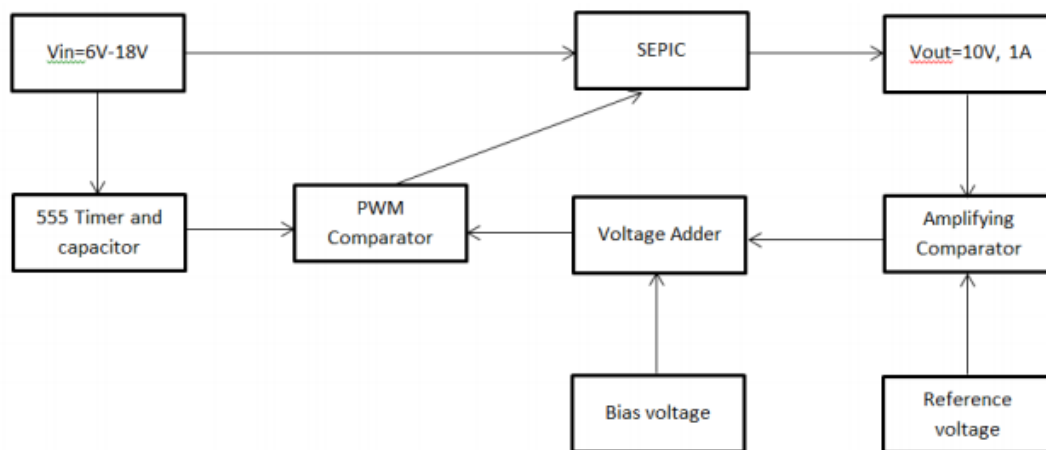 Vin=6V-18V
SEPIC
Vout=10V, 1A
555 Timer and
capacitor
PWM
Comparator
Voltage Adder
Amplifying
Comparator
Bias voltage
Reference
voltage